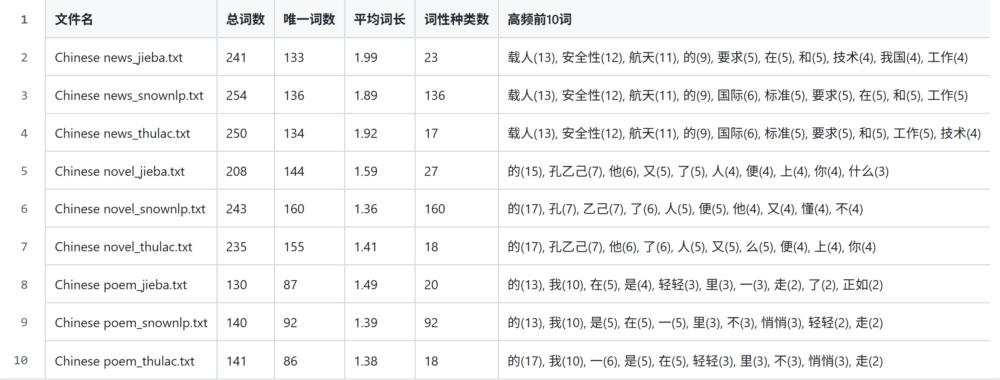 1 文件名 总词数 唯一词数 平均词长 词性种类数 高频前10词
2 Chinese news_jieba.txt 241 133 1.99 23 载人(13), 安全性(12), 航天(11), 的(9), 要求(5), 在(5), 和(5), 技术(4), 我国(4), 工作(4)
3 Chinese news_snownlp.txt 254 136 1.89 136 载人(13), 安全性(12), 航天(11), 的(9), 国际(6), 标准(5), 要求(5), 在(5), 和(5), 工作(5)
4 Chinese news_thulac.txt 250 134 1.92 17 载人(13), 安全性(12), 航天(11), 的(9), 国际(6), 标准(5), 要求(5), 和(5), 工作(5), 技术(4)
5 Chinese novel_jieba.txt 208 144 1.59 27 的(15), 孔乙己(7), 他(6), 又(5), 了(5), 人(4), 便(4), 上(4), 你(4), 什么(3)
6 Chinese novel_snownlp.txt 243 160 1.36 160 的(17), 孔(7), 乙己(7), 了(6), 人(5), 便(5), 他(4), 又(4), 懂(4), 不(4)
7 Chinese novel_thulac.txt 235 155 1.41 18 的(17), 孔乙己(7), 他(6), 了(6), 人(5), 又(5), 么(5), 便(4), 上(4), 你(4)
8 Chinese poem_jieba.txt 130 87 1.49 20 的(13), 我(10), 在(5), 是(4), 轻轻(3), 里(3), 一(3), 走(2), 了(2), 正如(2)
9 Chinese poem_snownlp.txt 140 92 1.39 92 的(13), 我(10), 是(5), 在(5), 一(5), 里(3), 不(3), 悄悄(3), 轻轻(2), 走(2)
10 Chinese poem_thulac.txt 141 86 1.38 18 的(17), 我(10), 一(6), 是(5), 在(5), 轻轻(3), 里(3), 不(3), 悄悄(3), 走(2)